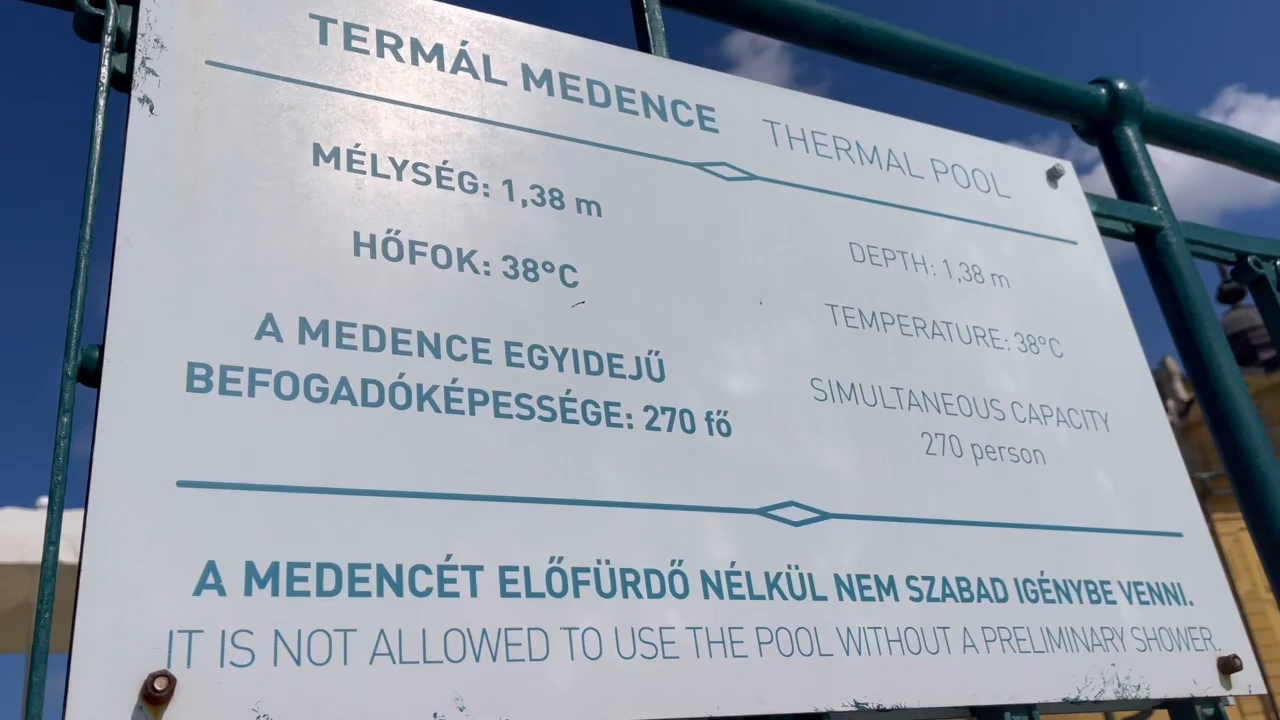 TERMÁL MEDENCE THERMAL POOL
MÉLYSÉG: 1,38 m
HŐFOK: 38°C
A MEDENCE EGYIDEJŰ
BEFOGADÓKÉPESSÉGE: 270 fő
DEPTH: 1,38 m
TEMPERATURE: 38°C
SIMULTANEOUS CAPACITY
270 person
A MEDENCÉT ELŐFÜRDŐ NÉLKÜL NEM SZABAD IGÉNYBE VENNI.
IT IS NOT ALLOWED TO USE THE POOL WITHOUT A PRELIMINARY SHOWER.